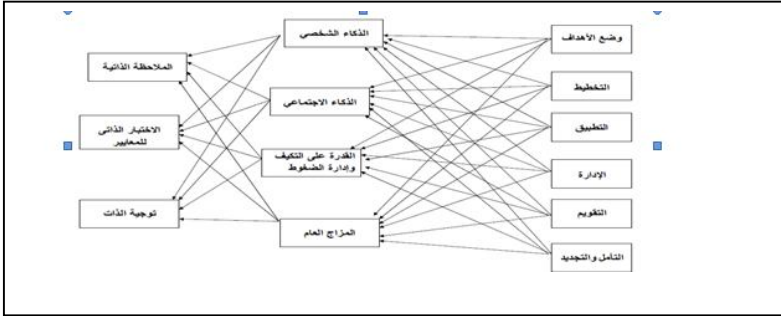 وضع الأهداف
التخطيط
التطبيق
الإدارة
التقويم
التأمل والتجديد
الذكاء الشخصي
الذكاء الاجتماعي
القدرة على التكيف
وإدارة الضغوط
المزاج العام
الملاحظة الذاتية
الاختبار الذاتي
للمعايير
توجية الذات